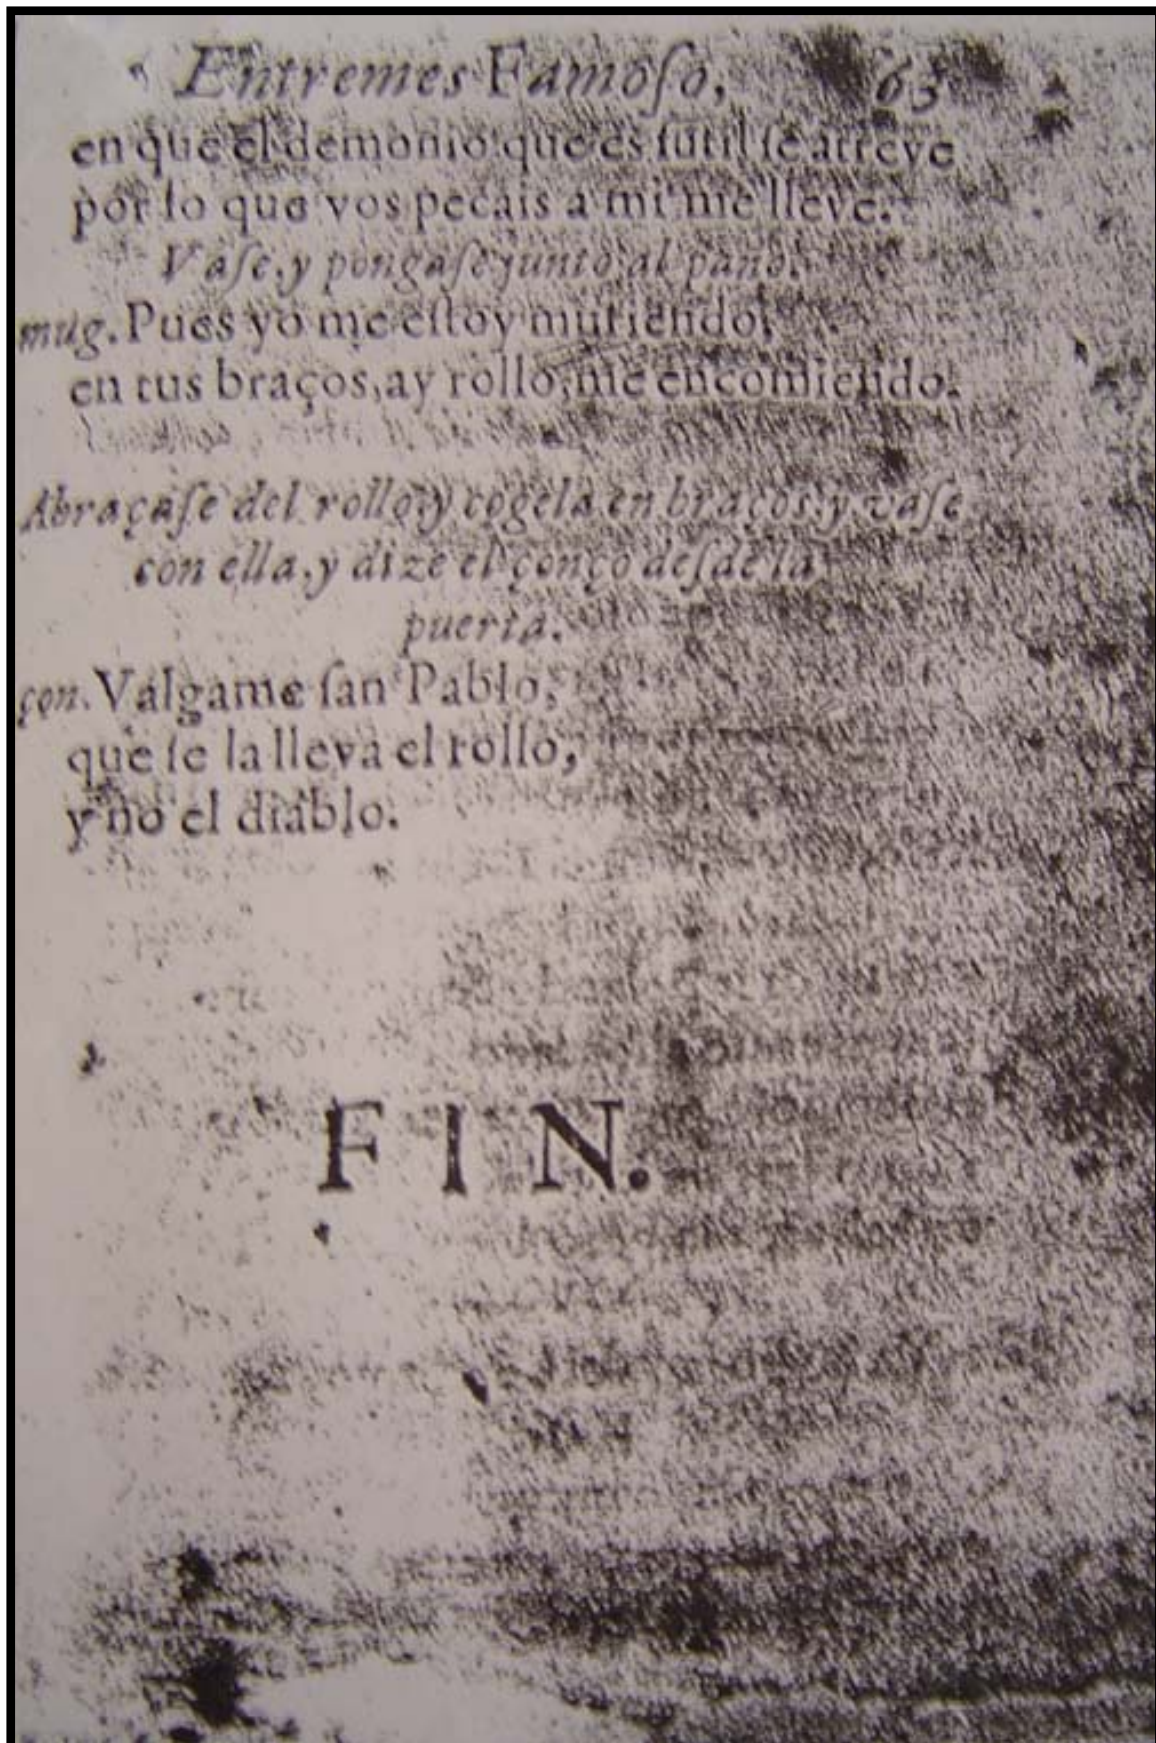 Entremes Famoſo, 63
en que el demonio que es ſutil ſe atreve
por lo que vos pecais a mi me lleve.
Vaſe, y pongaſe junto al paño.
mug. Pues yo me eſtoy muriendo,
en tus braços, ay rollo, me encomiendo.
Abraçaſe del rollo, y cogela en braços, y vaſe
con ella, y dize el çonço deſde la
puerta.
çon. Valgame ſan Pablo,
que ſe la lleva el rollo,
y no el diablo.
FIN.